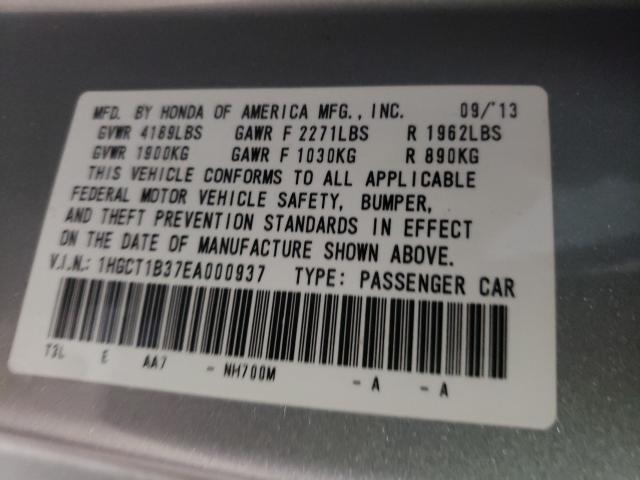 MFD. BY HONDA OF AMERICA MFG., INC. 09/'13
GVWR 4189LBS GAWR F 2271LBS R 1962LBS
GVWR 1900KG GAWR F 1030KG R 890KG
THIS VEHICLE CONFORMS TO ALL APPLICABLE
FEDERAL MOTOR VEHICLE SAFETY, BUMPER,
AND THEFT PREVENTION STANDARDS IN EFFECT
ON THE DATE OF MANUFACTURE SHOWN ABOVE.
V.I.N.: 1HGCT1B37EA000937 TYPE: PASSENGER CAR
T3L E AA7 - NH700M - A - A